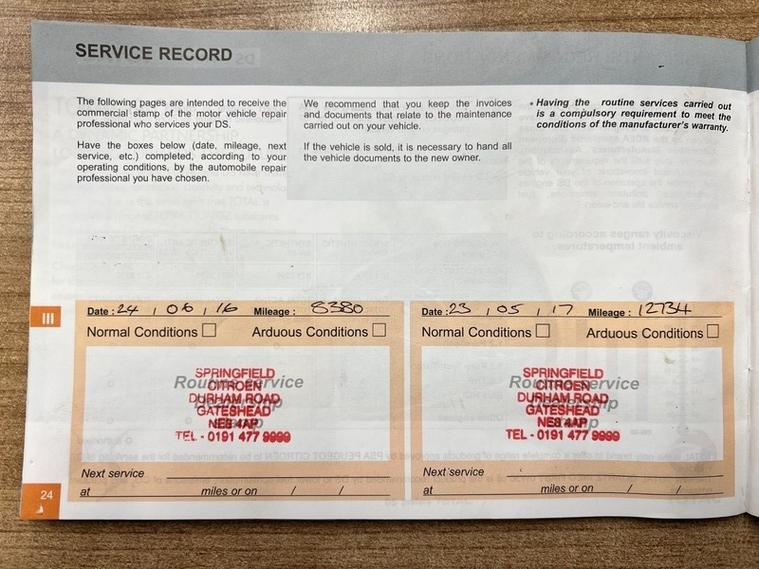 SERVICE RECORD
The following pages are intended to receive the
commercial stamp of the motor vehicle repair
professional who services your DS.
Have the boxes below (date, mileage, next
service, etc.) completed, according to your
operating conditions, by the automobile repair
professional you have chosen.
We recommend that you keep the invoices
and documents that relate to the maintenance
carried out on your vehicle.
If the vehicle is sold, it is necessary to hand all
the vehicle documents to the new owner.
• Having the routine services carried out
is a compulsory requirement to meet the
conditions of the manufacturer's warranty.
III
Date : 24 / 06 / 16 Mileage : 8380
Normal Conditions Arduous Conditions
Routine Service
SPRINGFIELD
CITROEN
DURHAM ROAD
GATESHEAD
NE8 4AP
TEL - 0191 477 9999
Next service
at miles or on / /
Date : 23 / 05 / 17 Mileage : 12734
Normal Conditions Arduous Conditions
Routine Service
SPRINGFIELD
CITROEN
DURHAM ROAD
GATESHEAD
NE8 4AP
TEL - 0191 477 9999
Next service
at miles or on / /
24